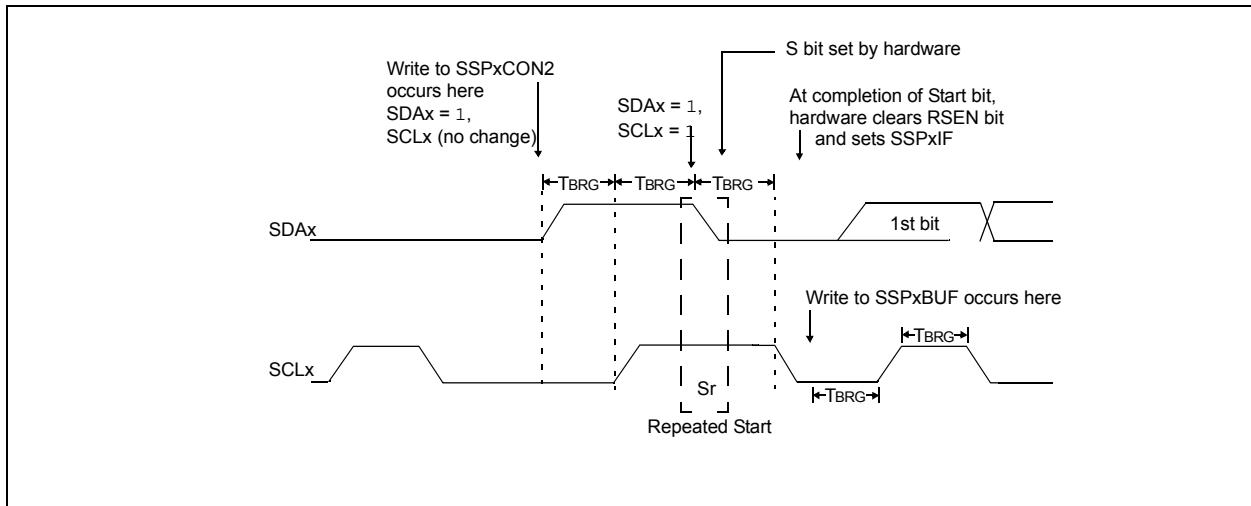 S bit set by hardware
Write to SSPxCON2
occurs here
SDAx = 1,
SCLx (no change)
SDAx = 1,
SCLx = 1
At completion of Start bit,
hardware clears RSEN bit
and sets SSPxIF
TBRG TBRG TBRG
SDAx
1st bit
Write to SSPxBUF occurs here
TBRG
SCLx
Sr
TBRG
Repeated Start